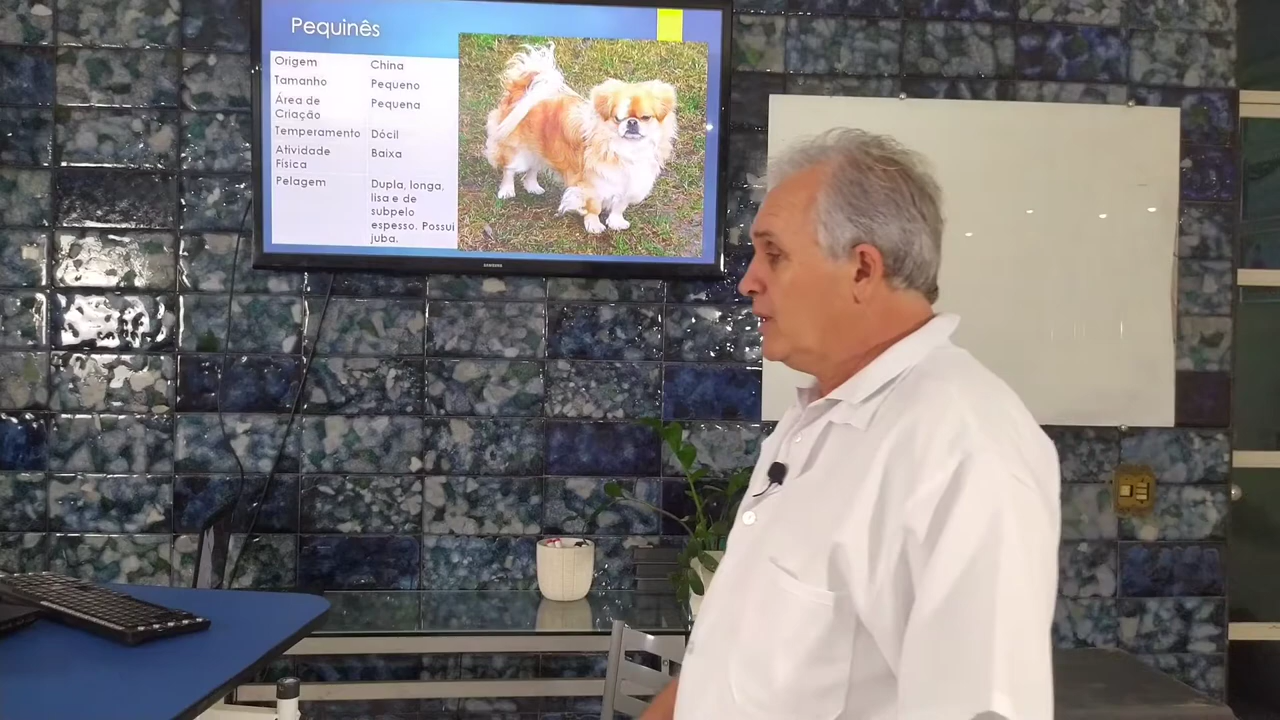 Pequinês
Origem China
Tamanho Pequeno
Área de Pequena
Criação
Temperamento Dócil
Atividade Baixa
Física
Pelagem Dupla, longa,
lisa e de
subpelo
espesso. Possui
juba.
SAMSUNG